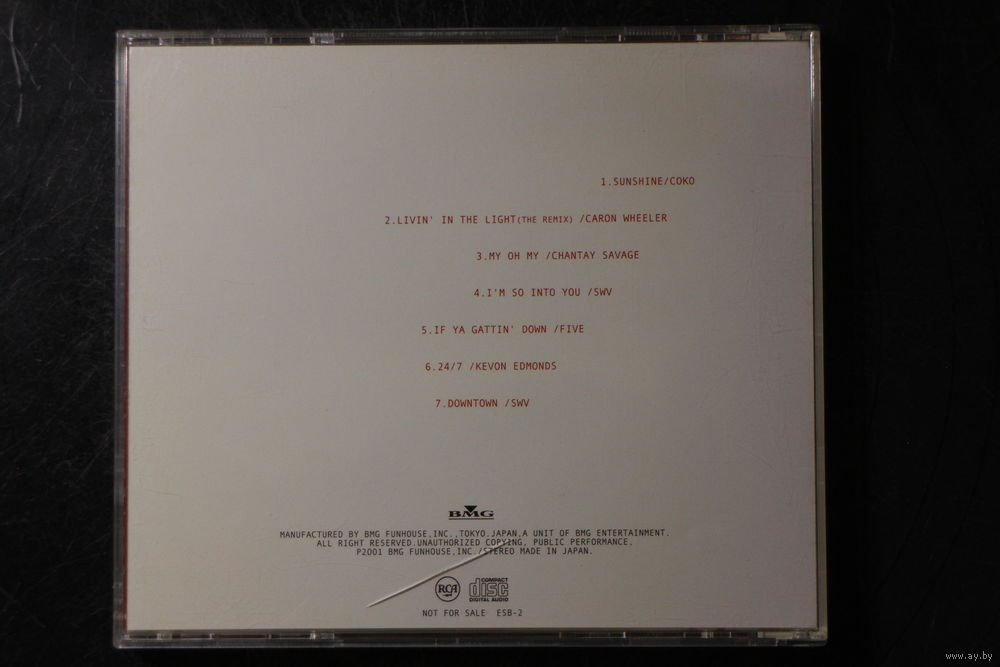 1.SUNSHINE/COKO
2.LIVIN' IN THE LIGHT(THE REMIX) /CARON WHEELER
3.MY OH MY /CHANTAY SAVAGE
4.I'M SO INTO YOU /SWV
5.IF YA GATTIN' DOWN /FIVE
6.24/7 /KEVON EDMONDS
7.DOWNTOWN /SWV
BMG
MANUFACTURED BY BMG FUNHOUSE,INC.,TOKYO.JAPAN,A UNIT OF BMG ENTERTAINMENT.
ALL RIGHT RESERVED.UNAUTHORIZED COPYING, PUBLIC PERFORMANCE.
P2001 BMG FUNHOUSE,INC./STEREO MADE IN JAPAN.
RCA
COMPACT
disc
DIGITAL AUDIO
NOT FOR SALE ESB-2
www.ay.by